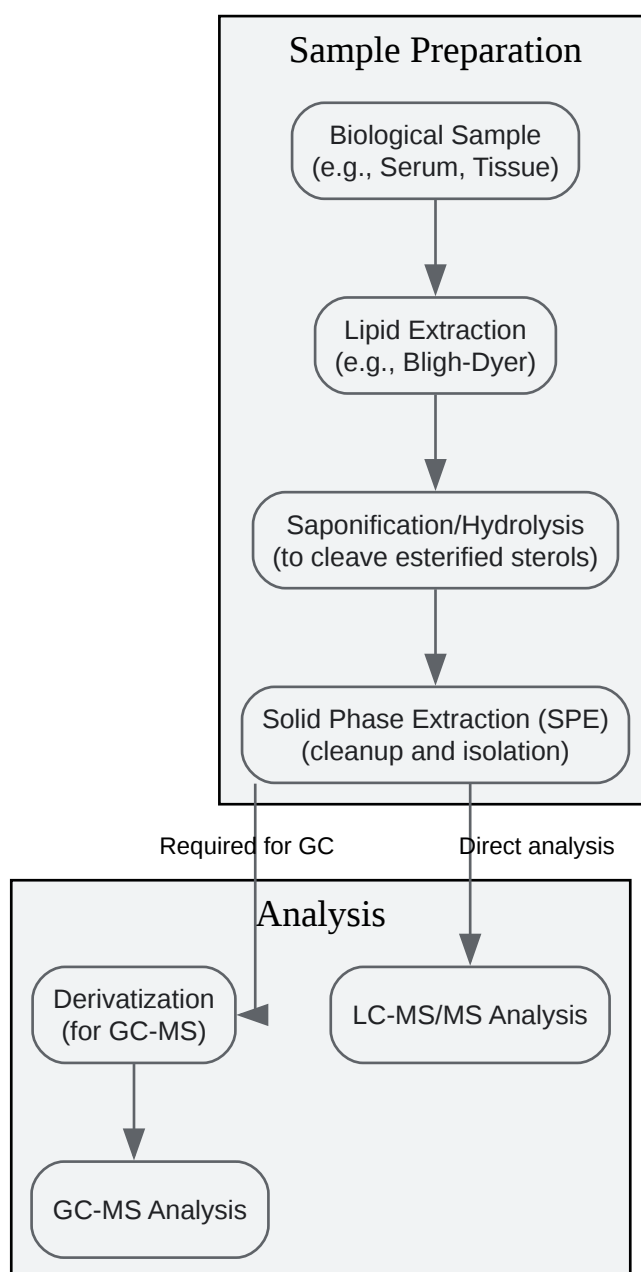 Sample Preparation
Biological Sample
(e.g., Serum, Tissue)
Lipid Extraction
(e.g., Bligh-Dyer)
Saponification/Hydrolysis
(to cleave esterified sterols)
Solid Phase Extraction (SPE)
(cleanup and isolation)
Required for GC
Direct analysis
Analysis
Derivatization
(for GC-MS)
LC-MS/MS Analysis
GC-MS Analysis